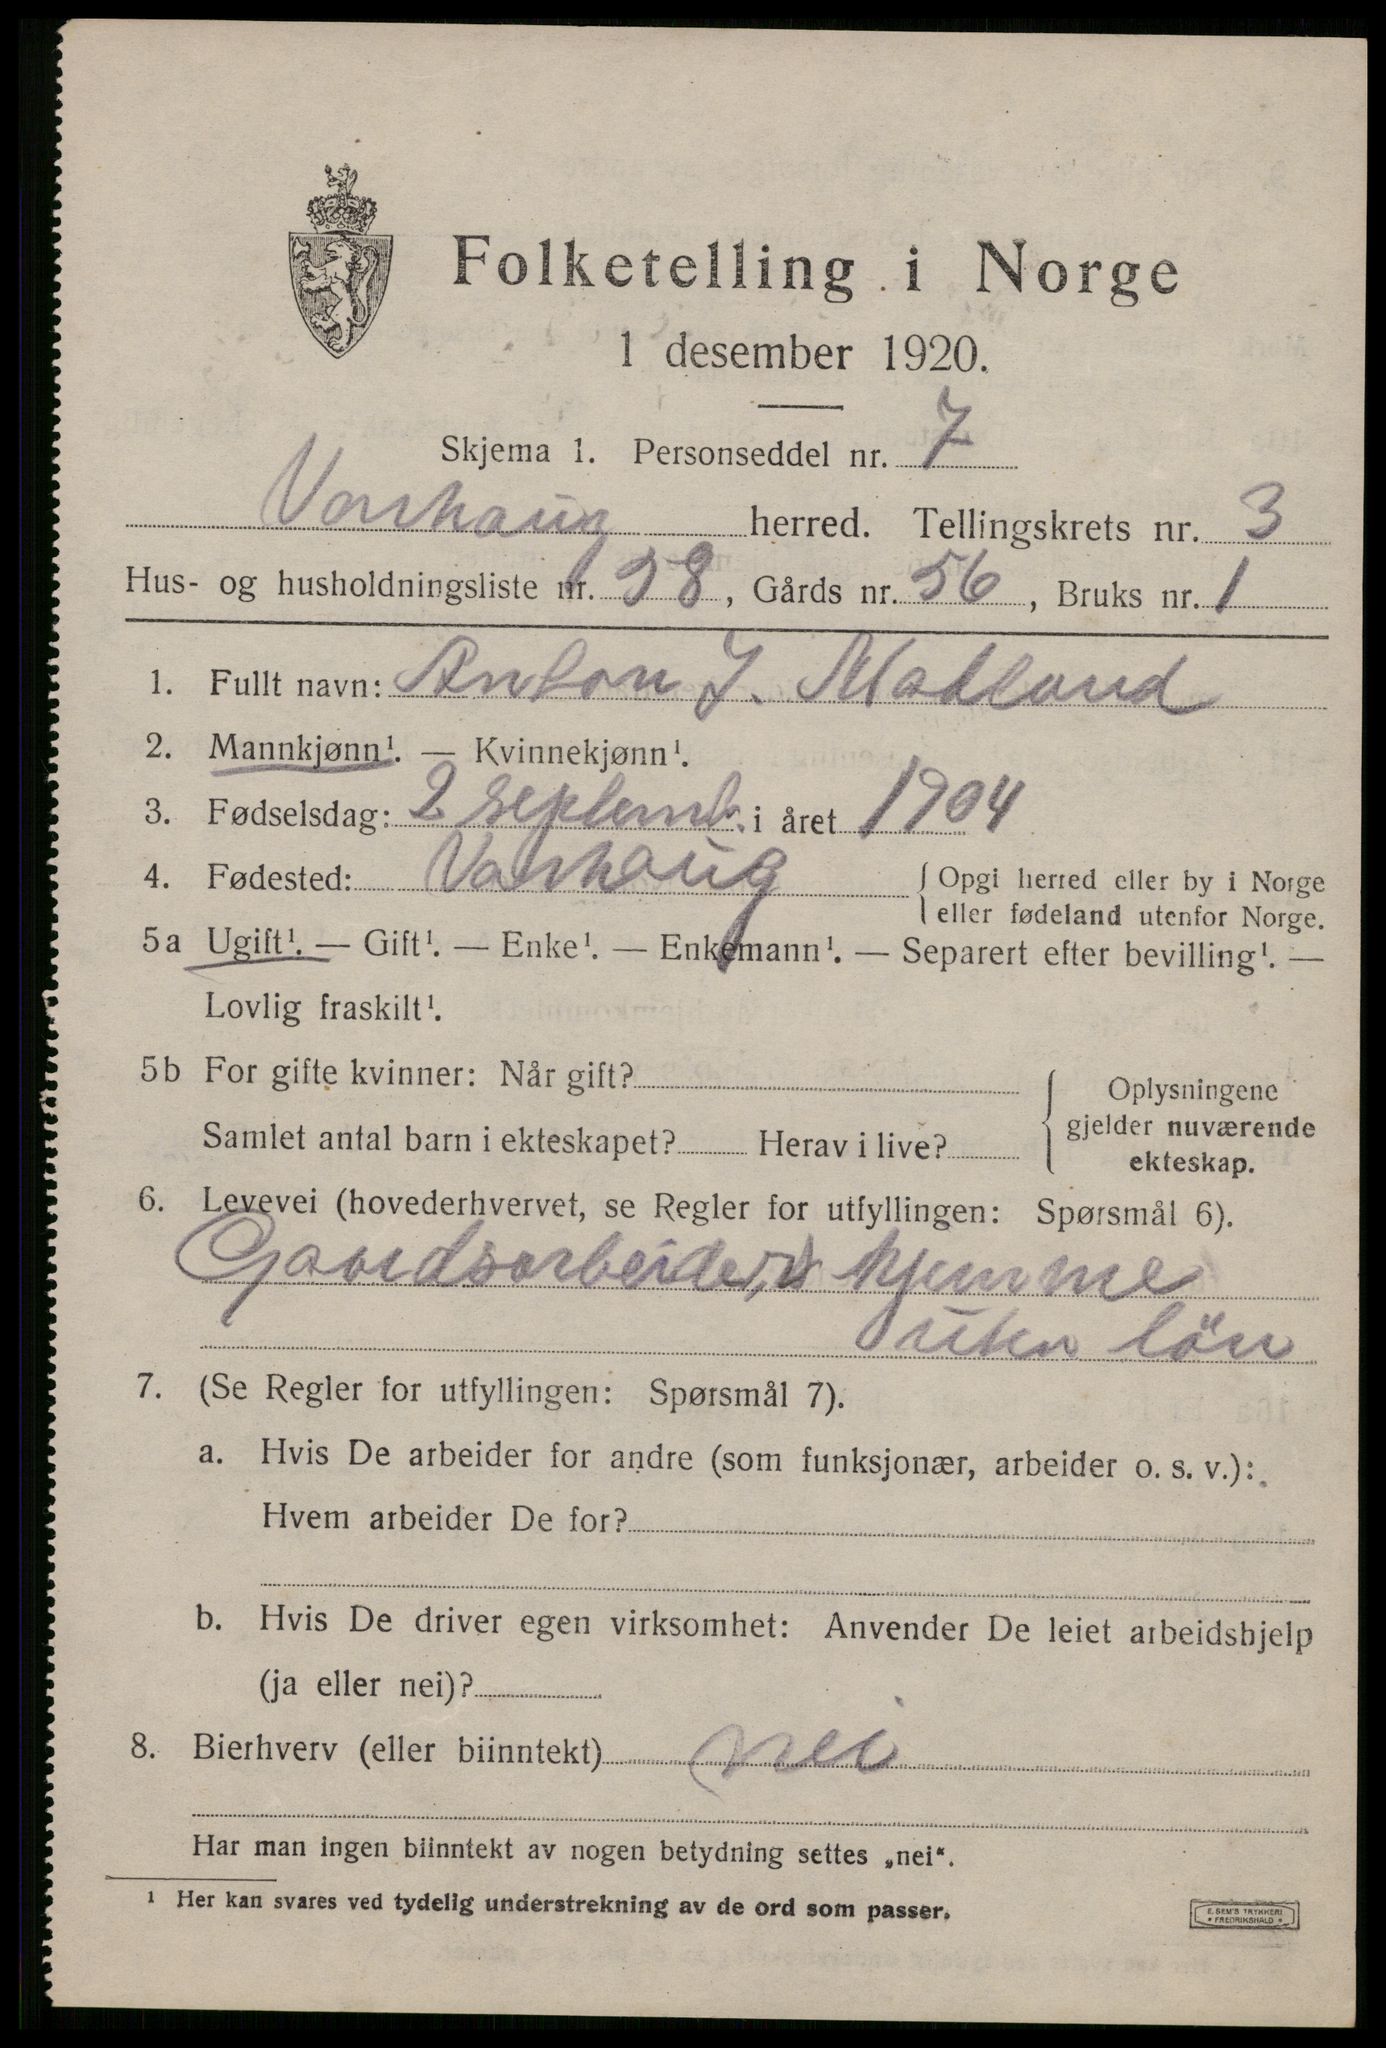 Folketelling i Norge
1 desember 1920.
Skjema 1. Personseddel nr. 7
Varhaug herred. Tellingskrets nr. 3
Hus- og husholdningsliste nr. 38, Gårds nr. 56, Bruks nr. 1
1. Fullt navn: Anton J. Madland
2. Mannkjønn¹. — Kvinnekjønn¹.
3. Fødselsdag: 2 septemb. i året 1904
4. Fødested: Varhaug {Opgi herred eller by i Norge
eller fødeland utenfor Norge.
5a Ugift¹. — Gift¹. — Enke¹. — Enkemann¹. — Separert efter bevilling¹. —
Lovlig fraskilt¹.
5b For gifte kvinner: Når gift?
Samlet antal barn i ekteskapet? Herav i live?
{Oplysningene
gjelder nuværende
ekteskap.
6. Levevei (hovederhvervet, se Regler for utfyllingen: Spørsmål 6).
Gaardsarbeider, i hjemme
uten lön
7. (Se Regler for utfyllingen: Spørsmål 7).
a. Hvis De arbeider for andre (som funksjonær, arbeider o. s. v.):
Hvem arbeider De for?
b. Hvis De driver egen virksomhet: Anvender De leiet arbeidshjelp
(ja eller nei)?
8. Bierhverv (eller biinntekt) nei
Har man ingen biinntekt av nogen betydning settes „nei“.
¹ Her kan svares ved tydelig understrekning av de ord som passer.
E. SEM'S TRYKKERI
* FREDRIKSHALD *